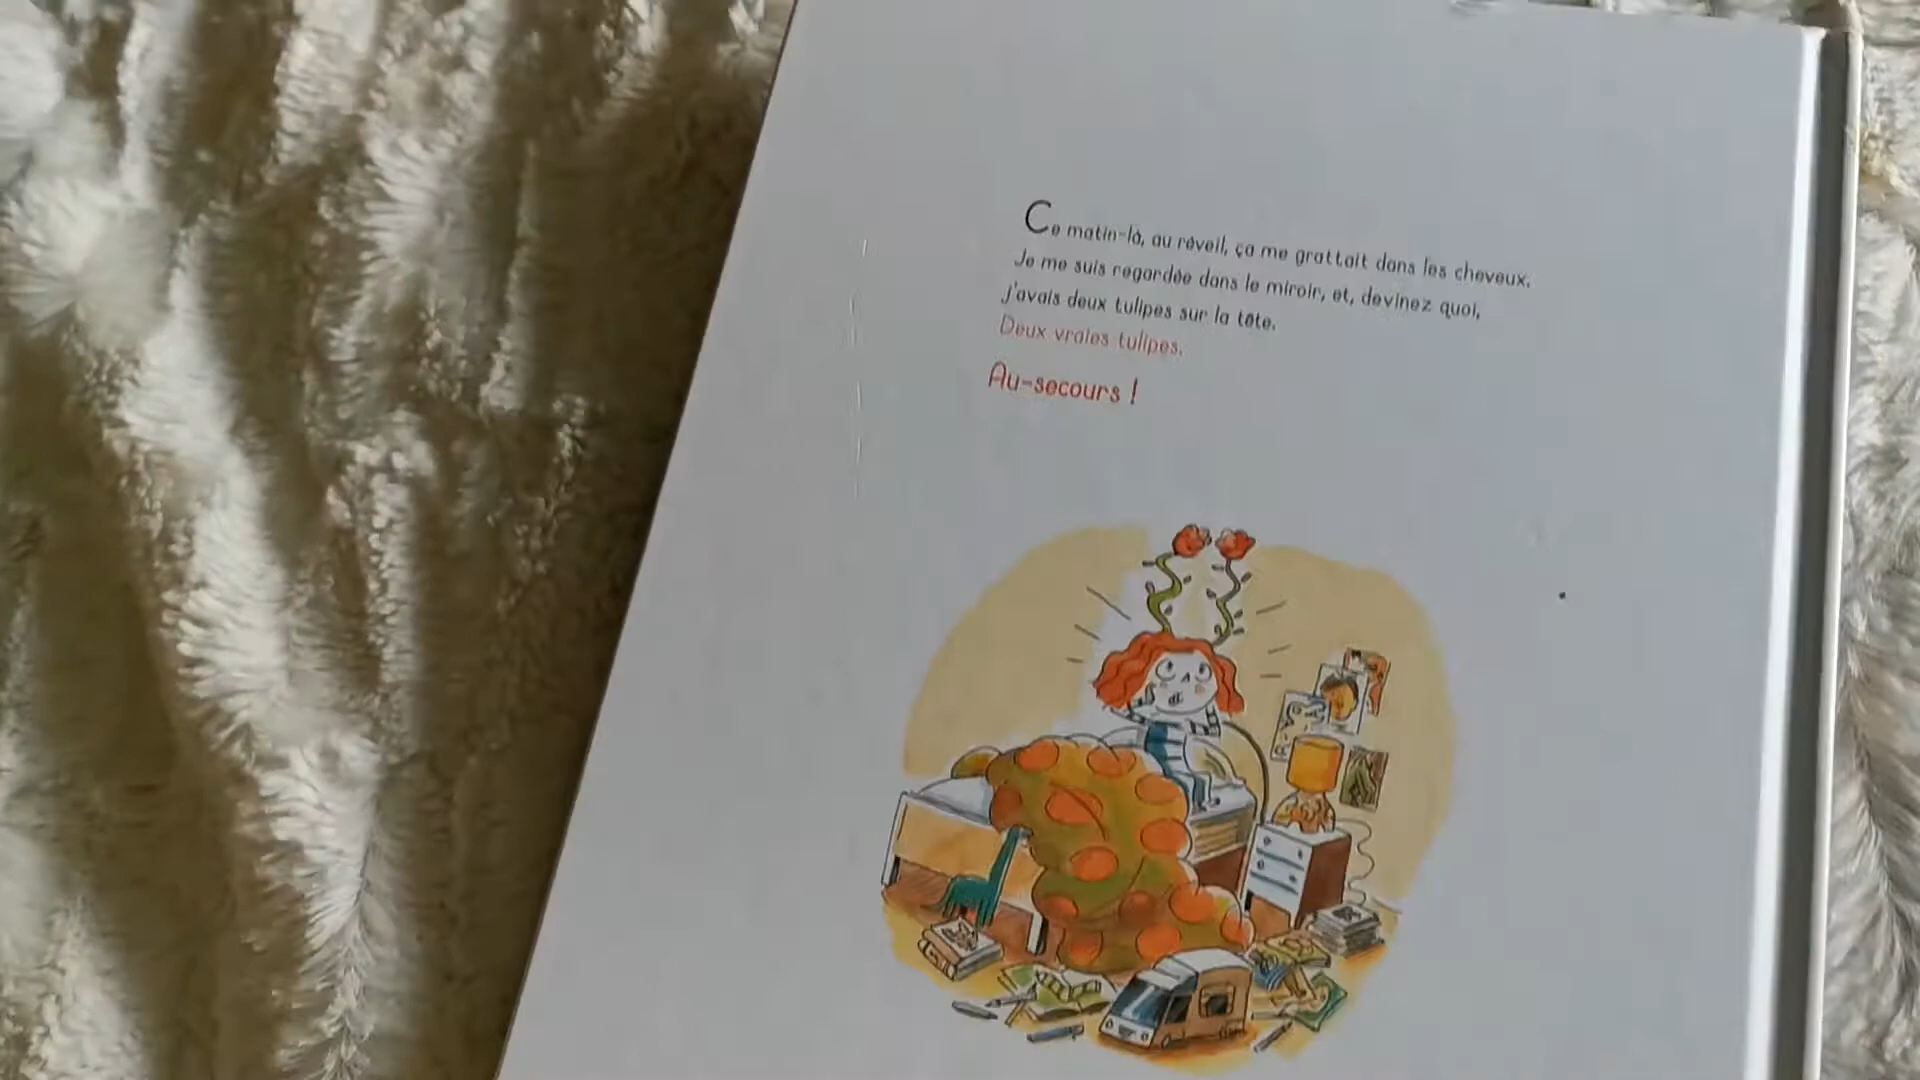 Ce matin-là, au réveil, ça me grattait dans les cheveux.
Je me suis regardée dans le miroir, et, devinez quoi,
j'avais deux tulipes sur la tête.
Deux vraies tulipes.
Au-secours !